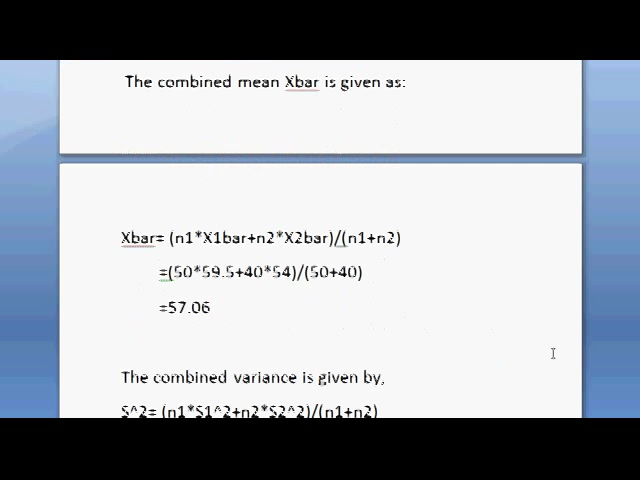 The combined mean Xbar is given as:
Xbar= (n1*X1bar+n2*X2bar)/(n1+n2)
=(50*59.5+40*54)/(50+40)
=57.06
The combined variance is given by,
S^2= (n1*S1^2+n2*S2^2)/(n1+n2)